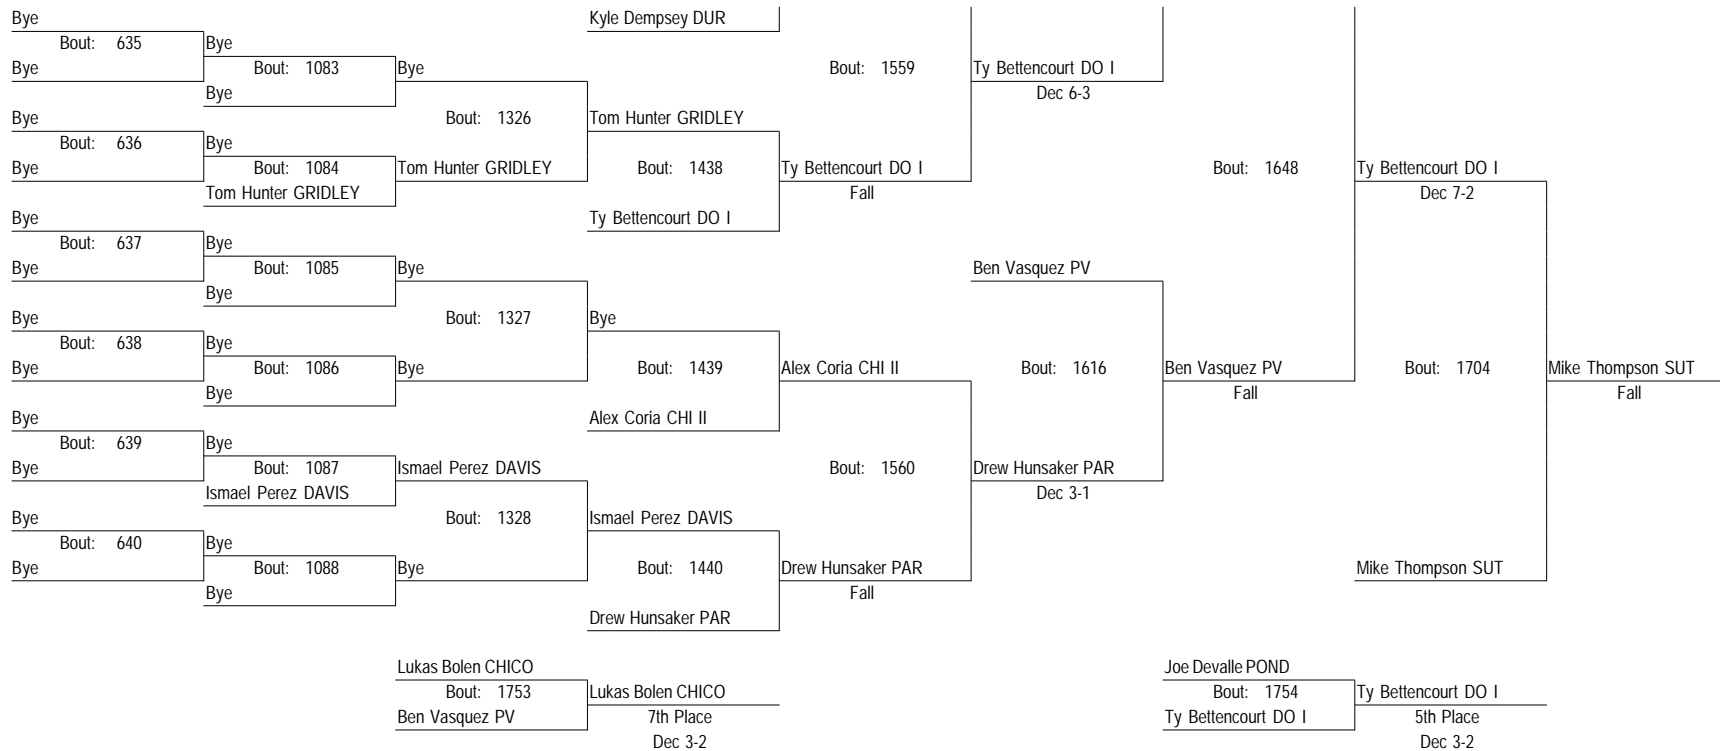 Bye
Kyle Dempsey DUR
Bout: 635
Bye
Bye
Bout: 1083
Bye
Bout: 1559
Ty Bettencourt DO I
Bye
Dec 6-3
Bye
Bout: 1326
Tom Hunter GRIDLEY
Bout: 636
Bye
Bye
Bout: 1084
Tom Hunter GRIDLEY
Bout: 1438
Ty Bettencourt DO I
Bout: 1648
Ty Bettencourt DO I
Tom Hunter GRIDLEY
Fall
Dec 7-2
Bye
Ty Bettencourt DO I
Bout: 637
Bye
Bye
Bout: 1085
Bye
Ben Vasquez PV
Bye
Bye
Bout: 1327
Bye
Bout: 638
Bye
Bye
Bout: 1086
Bye
Bout: 1439
Alex Coria CHI II
Bout: 1616
Ben Vasquez PV
Bout: 1704
Mike Thompson SUT
Bye
Fall
Fall
Bye
Alex Coria CHI II
Bout: 639
Bye
Bye
Bout: 1087
Ismael Perez DAVIS
Bout: 1560
Drew Hunsaker PAR
Ismael Perez DAVIS
Dec 3-1
Bye
Bout: 1328
Ismael Perez DAVIS
Bout: 640
Bye
Bye
Bout: 1088
Bye
Bout: 1440
Drew Hunsaker PAR
Mike Thompson SUT
Bye
Fall
Drew Hunsaker PAR
Lukas Bolen CHICO
Joe Devalle POND
Bout: 1753
Lukas Bolen CHICO
Bout: 1754
Ty Bettencourt DO I
Ben Vasquez PV
7th Place
Ty Bettencourt DO I
5th Place
Dec 3-2
Dec 3-2